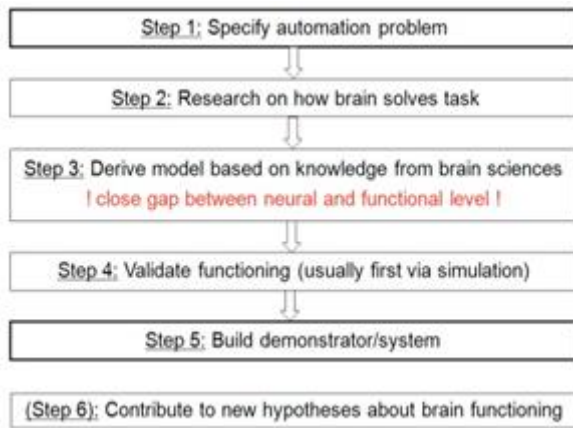 Step 1: Specify automation problem
Step 2: Research on how brain solves task
Step 3: Derive model based on knowledge from brain sciences
! close gap between neural and functional level !
Step 4: Validate functioning (usually first via simulation)
Step 5: Build demonstrator/system
(Step 6): Contribute to new hypotheses about brain functioning